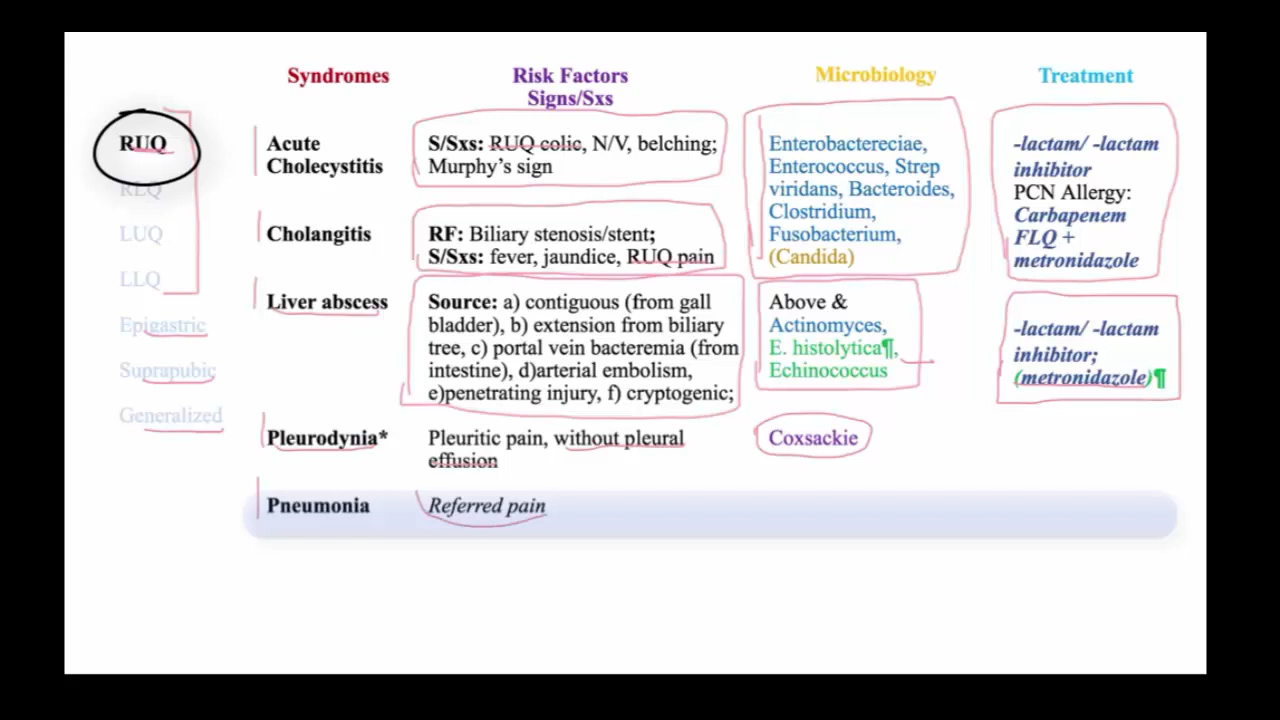 Syndromes
Risk Factors
Signs/Sxs
Microbiology
Treatment
RUQ
RLQ
LUQ
LLQ
Epigastric
Suprapubic
Generalized
Acute
Cholecystitis
S/Sxs: RUQ colic, N/V, belching;
Murphy's sign
Enterobactereciae,
Enterococcus, Strep
viridans, Bacteroides,
Clostridium,
Fusobacterium,
(Candida)
-lactam/ -lactam
inhibitor
PCN Allergy:
Carbapenem
FLQ +
metronidazole
Cholangitis
RF: Biliary stenosis/stent;
S/Sxs: fever, jaundice, RUQ pain
Liver abscess
Source: a) contiguous (from gall
bladder), b) extension from biliary
tree, c) portal vein bacteremia (from
intestine), d)arterial embolism,
e)penetrating injury, f) cryptogenic;
Above &
Actinomyces,
E. histolytica¶,
Echinococcus
-lactam/ -lactam
inhibitor;
(metronidazole)¶
Pleurodynia*
Pleuritic pain, without pleural
effusion
Coxsackie
Pneumonia
Referred pain